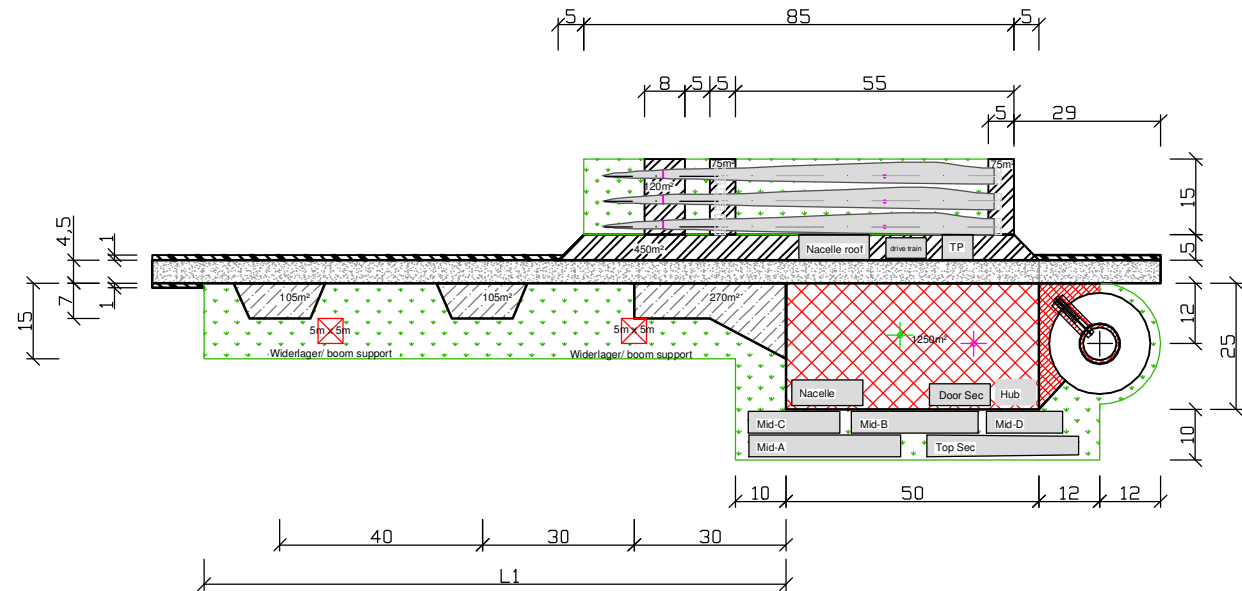 5 85 5
8 5 5 55
5 29
75m² 75m²
120m²
15
4,5 1
450m² Nacelle roof drive train TP
5
7 1
15
105m² 105m² 270m²
12
25
5m x 5m 5m x 5m
1250m²
Widerlager/ boom support Widerlager/ boom support
Nacelle Door Sec Hub
Mid-C Mid-B Mid-D
10
Mid-A Top Sec
10 50 12 12
40 30 30
L1